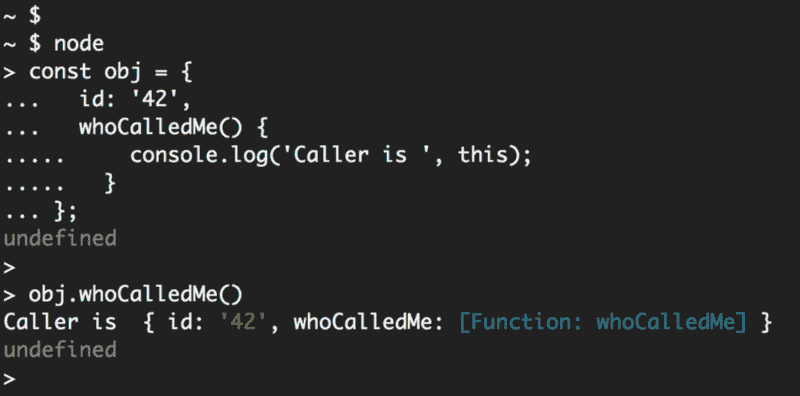 ~ $
~ $ node
> const obj = {
...   id: '42',
...   whoCalledMe() {
.....     console.log('Caller is ', this);
.....   }
... };
undefined
>
> obj.whoCalledMe()
Caller is  { id: '42', whoCalledMe: [Function: whoCalledMe] }
undefined
>